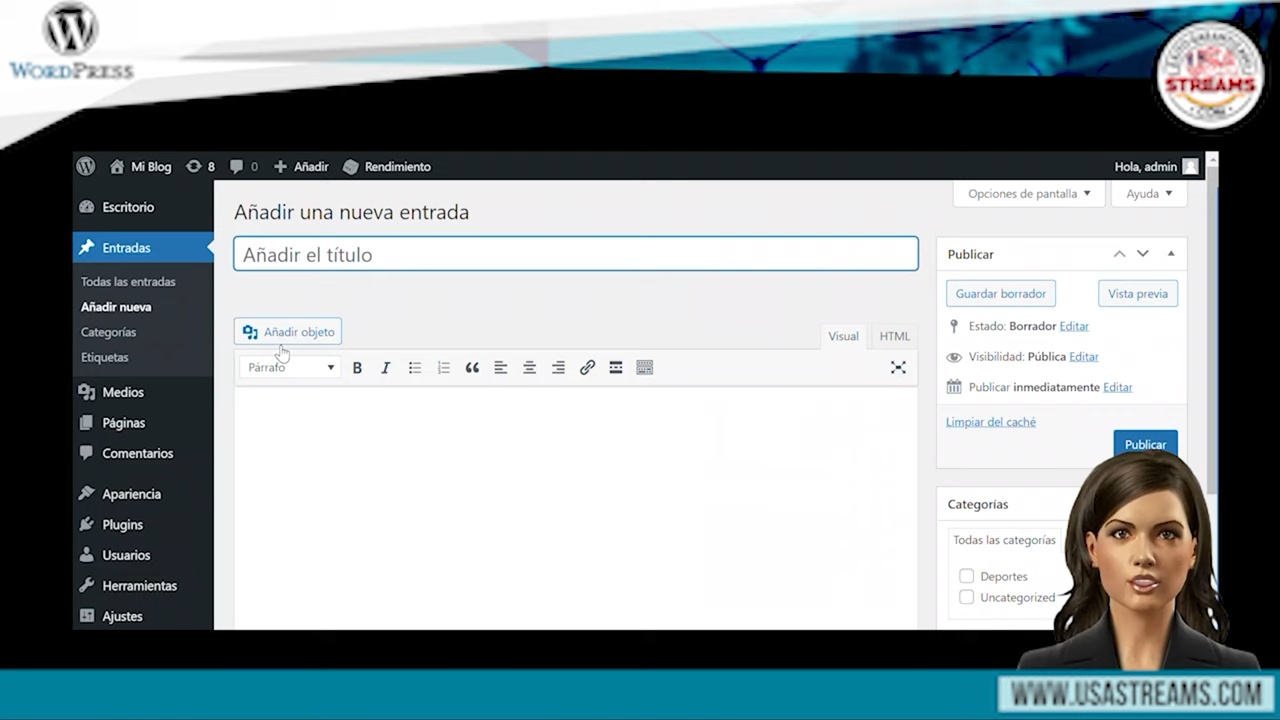 WORDPRESS
STREAMS
.COM
Mi Blog 8 0 Añadir Rendimiento Hola, admin
Escritorio
Entradas
Todas las entradas
Añadir nueva
Categorías
Etiquetas
Medios
Páginas
Comentarios
Apariencia
Plugins
Usuarios
Herramientas
Ajustes
Opciones de pantalla Ayuda
Añadir una nueva entrada
Añadir el título
Añadir objeto
Visual HTML
Párrafo B I
Publicar
Guardar borrador Vista previa
Estado: Borrador Editar
Visibilidad: Pública Editar
Publicar inmediatamente Editar
Limpiar del caché
Publicar
Categorías
Todas las categorías
Deportes
Uncategorized
WWW.USASTREAMS.COM